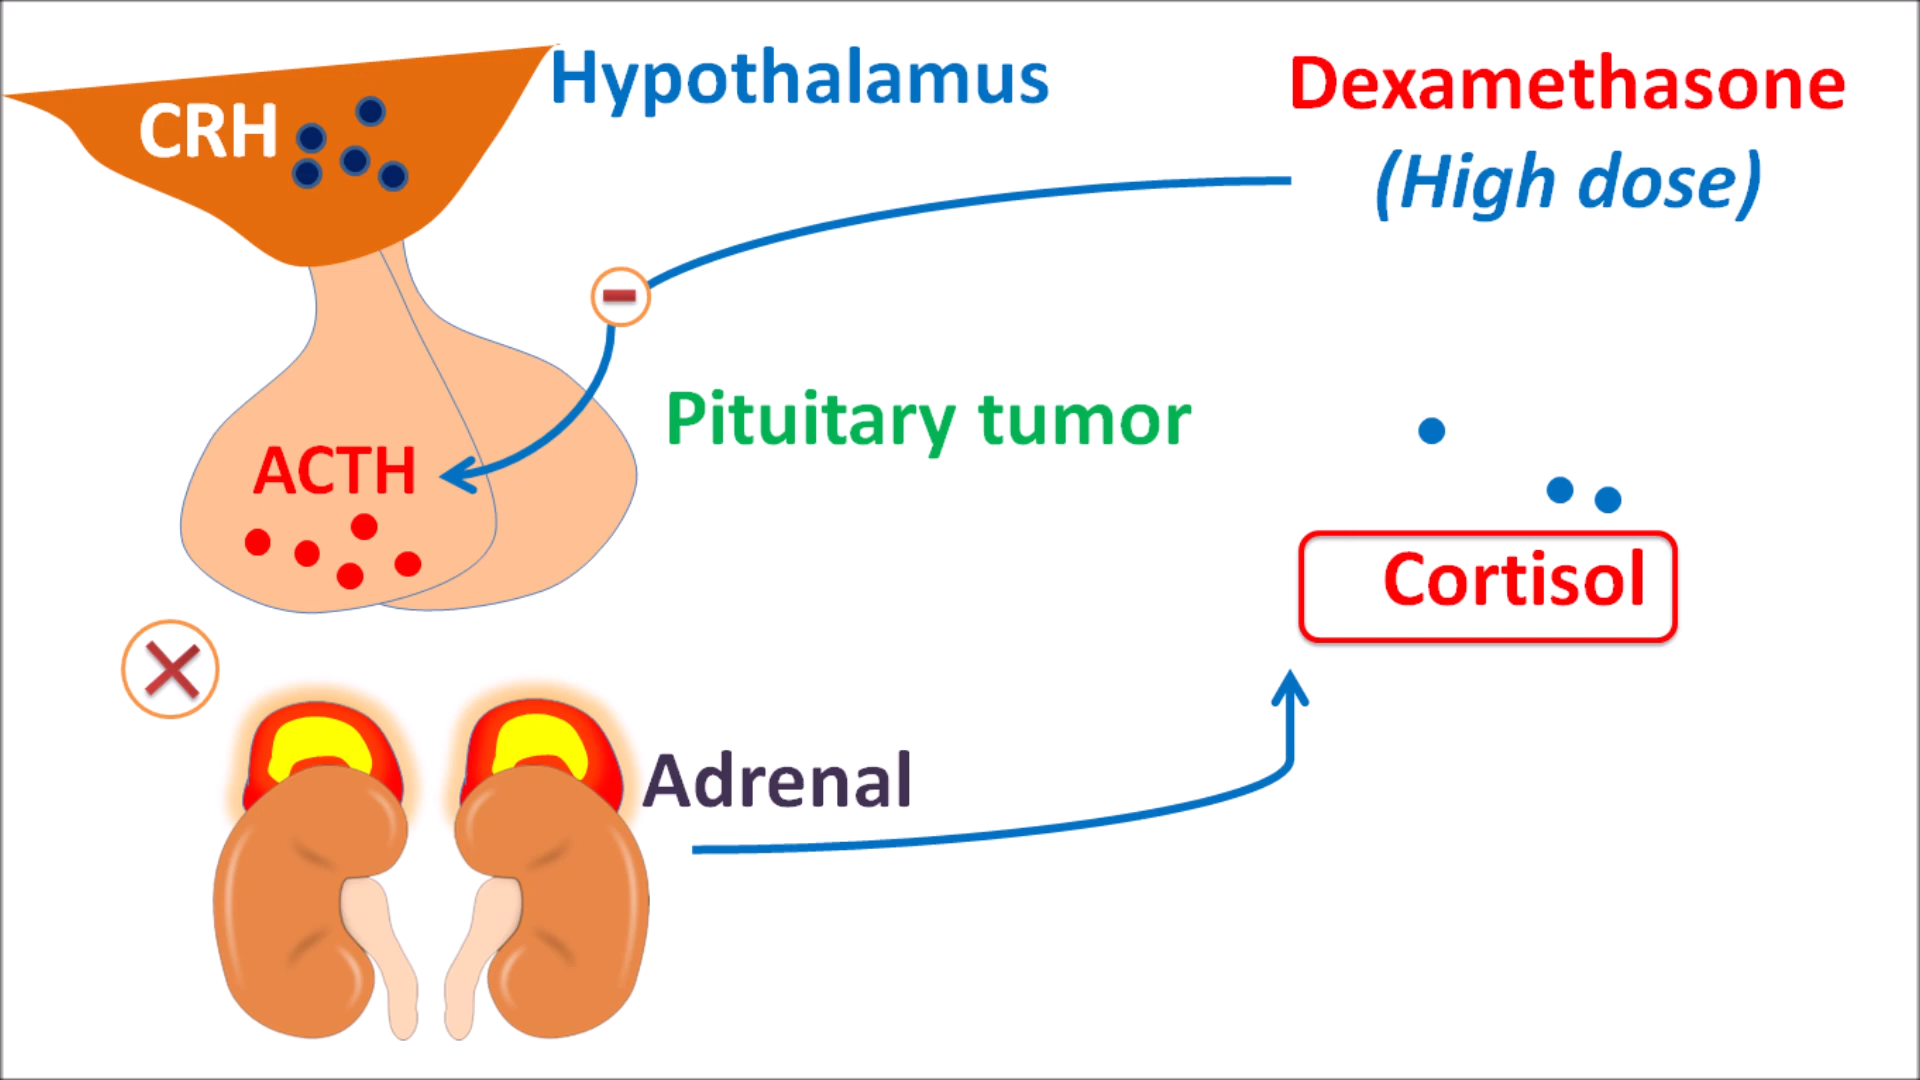 CRH
Hypothalamus
Dexamethasone
(High dose)
Pituitary tumor
ACTH
Cortisol
Adrenal